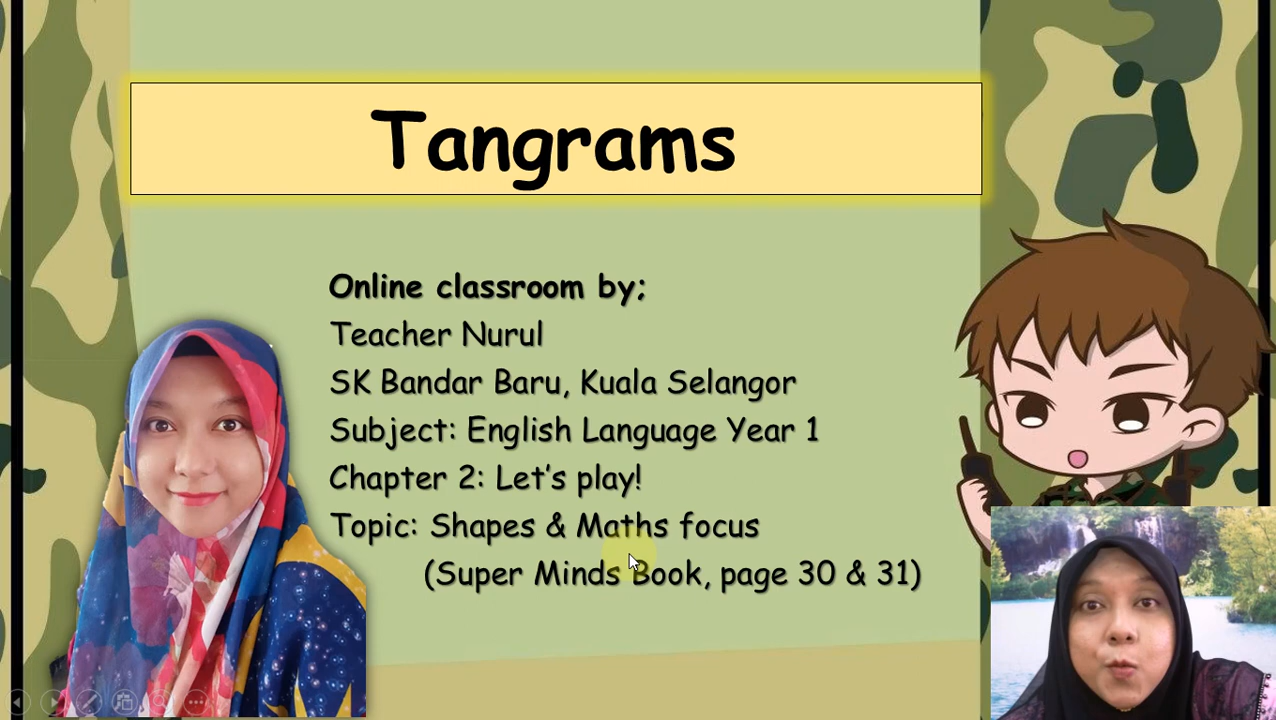 Tangrams
Online classroom by;
Teacher Nurul
SK Bandar Baru, Kuala Selangor
Subject: English Language Year 1
Chapter 2: Let's play!
Topic: Shapes & Maths focus
(Super Minds Book, page 30 & 31)